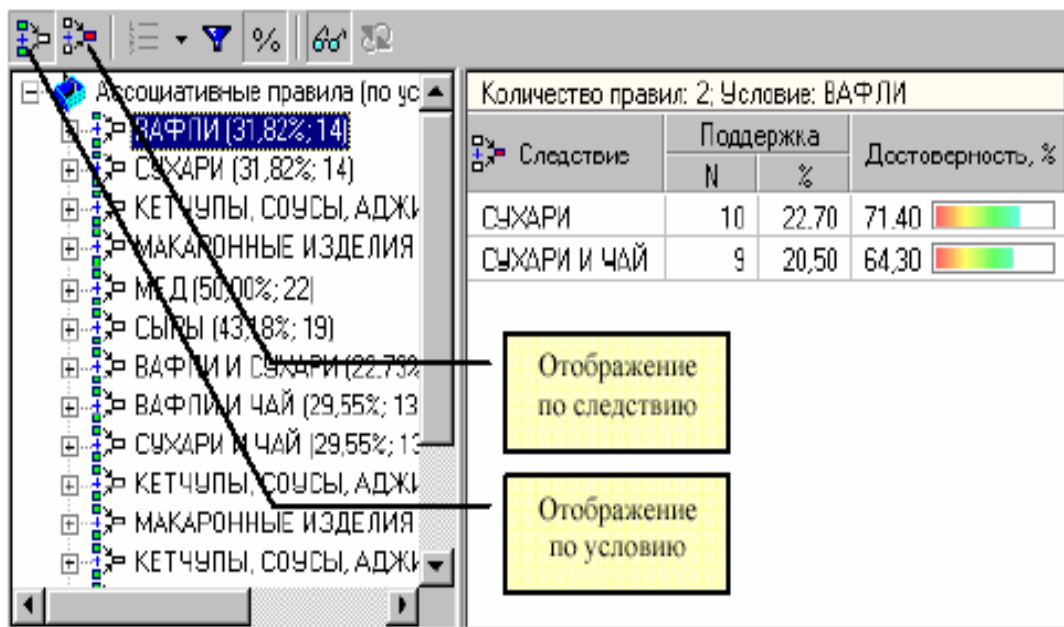 %
Ассоциативные правила (по ус
ВАФЛИ (31,82%; 14)
СУХАРИ (31,82%; 14)
КЕТЧУПЫ, СОУСЫ, АДЖИ
МАКАРОННЫЕ ИЗДЕЛИЯ
МЕД (50,00%; 22)
СЫРЫ (43,18%; 19)
ВАФЛИ И СУХАРИ (22.73%
ВАФЛИ И ЧАЙ (29,55%; 13
СУХАРИ И ЧАЙ (29,55%; 13
КЕТЧУПЫ, СОУСЫ, АДЖИ
МАКАРОННЫЕ ИЗДЕЛИЯ
КЕТЧУПЫ, СОУСЫ, АДЖИ
Количество правил: 2; Условие: ВАФЛИ
Следствие Поддержка Достоверность, %
N %
СУХАРИ 10 22.70 71.40
СУХАРИ И ЧАЙ 9 20,50 64,30
Отображение
по следствию
Отображение
по условию